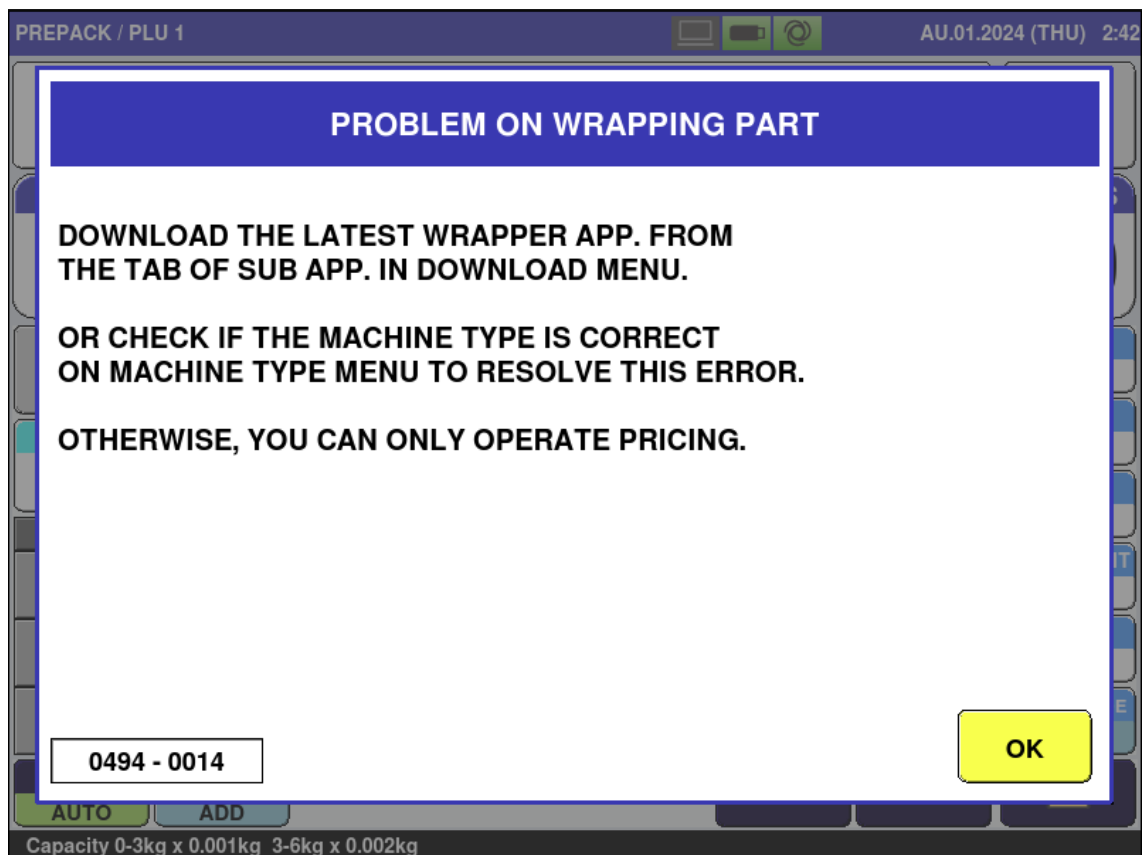 PREPACK / PLU 1
AU.01.2024 (THU) 2:42
PROBLEM ON WRAPPING PART
DOWNLOAD THE LATEST WRAPPER APP. FROM
THE TAB OF SUB APP. IN DOWNLOAD MENU.
OR CHECK IF THE MACHINE TYPE IS CORRECT
ON MACHINE TYPE MENU TO RESOLVE THIS ERROR.
OTHERWISE, YOU CAN ONLY OPERATE PRICING.
0494 - 0014
OK
AUTO
ADD
Capacity 0-3kg x 0.001kg 3-6kg x 0.002kg